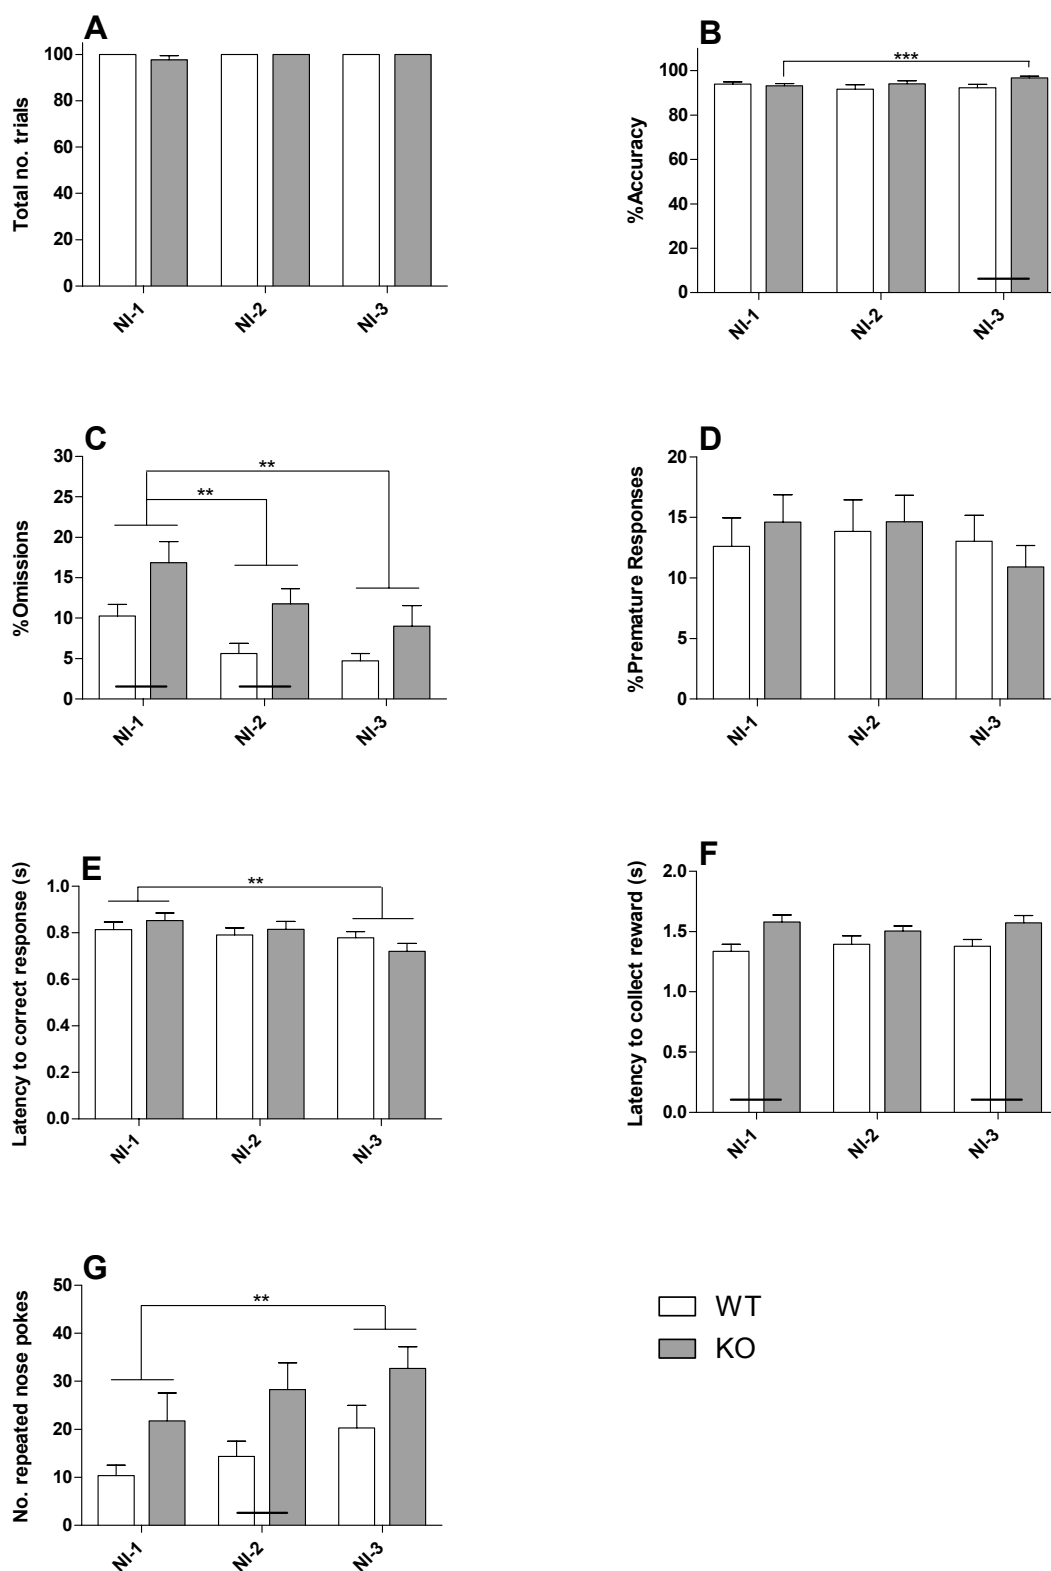 A
Total no. trials
100
80
60
40
20
0
NI-1
NI-2
NI-3
B
%Accuracy
100
80
60
40
20
0
***
NI-1
NI-2
NI-3
C
%Omissions
30
25
20
15
10
5
0
**
**
NI-1
NI-2
NI-3
D
%Premature Responses
20
15
10
5
0
NI-1
NI-2
NI-3
E
Latency to correct response (s)
1.0
0.8
0.6
0.4
0.2
0.0
**
NI-1
NI-2
NI-3
F
Latency to collect reward (s)
2.0
1.5
1.0
0.5
0.0
NI-1
NI-2
NI-3
G
No. repeated nose pokes
50
40
30
20
10
0
**
NI-1
NI-2
NI-3
WT
KO